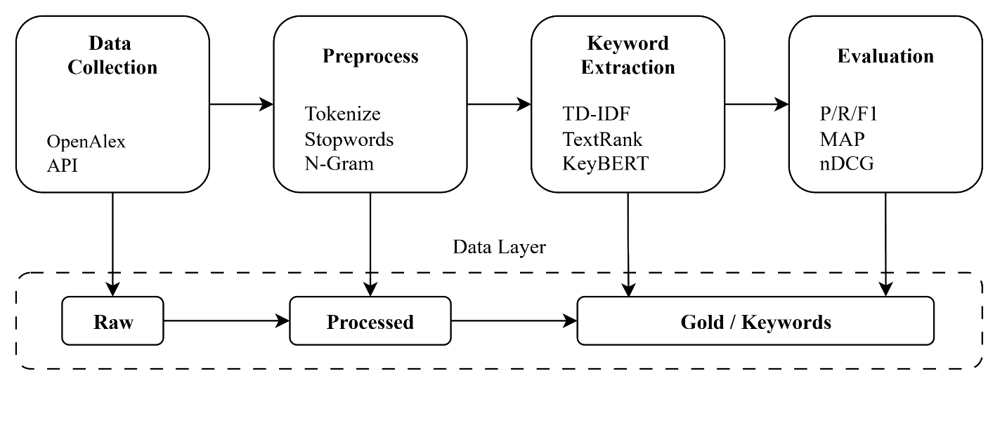 Data
Collection
OpenAlex
API
Preprocess
Tokenize
Stopwords
N-Gram
Keyword
Extraction
TD-IDF
TextRank
KeyBERT
Evaluation
P/R/F1
MAP
nDCG
Data Layer
Raw
Processed
Gold / Keywords